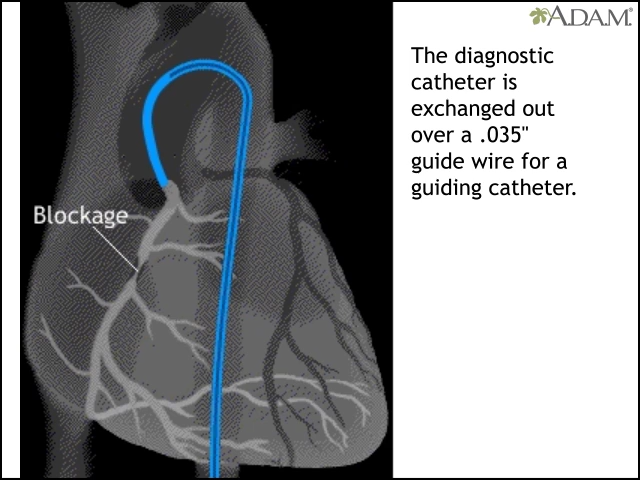 A.D.A.M.
The diagnostic
catheter is
exchanged out
over a .035"
guide wire for a
guiding catheter.
Blockage